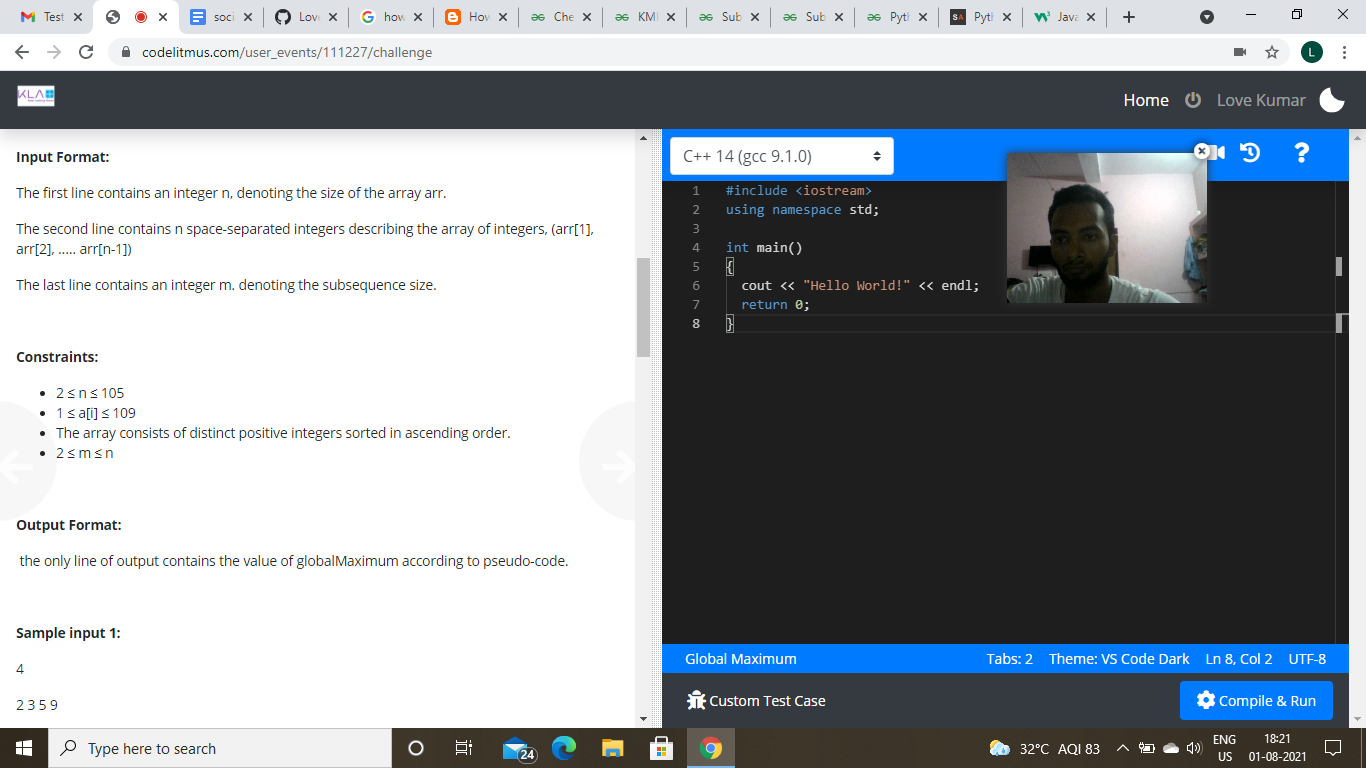 Test
soci
Love
how
How
Che
KMI
Sub
Sub
Pyth
Pyth
Java
codelitmus.com/user_events/111227/challenge
L
KLA
Home
Love Kumar
Input Format:
The first line contains an integer n, denoting the size of the array arr.
The second line contains n space-separated integers describing the array of integers, (arr[1],
arr[2], ..... arr[n-1])
The last line contains an integer m. denoting the subsequence size.
Constraints:
• 2 ≤ n ≤ 105
• 1 ≤ a[i] ≤ 109
• The array consists of distinct positive integers sorted in ascending order.
• 2 ≤ m ≤ n
Output Format:
the only line of output contains the value of globalMaximum according to pseudo-code.
Sample input 1:
4
2 3 5 9
C++ 14 (gcc 9.1.0)
1 #include <iostream>
2 using namespace std;
3
4 int main()
5 {
6 cout << "Hello World!" << endl;
7 return 0;
8 }
Global Maximum
Tabs: 2 Theme: VS Code Dark Ln 8, Col 2 UTF-8
Custom Test Case
Compile & Run
Type here to search
24
32°C AQI 83
ENG
US
18:21
01-08-2021